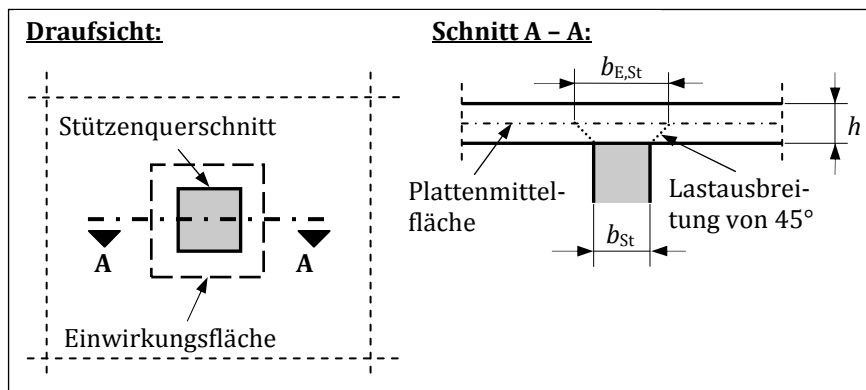 Draufsicht:
Stützenquerschnitt
A
A
Einwirkungsfläche
Schnitt A – A:
b_E,St
h
Plattenmittel-
fläche
Lastausbrei-
tung von 45°
b_St